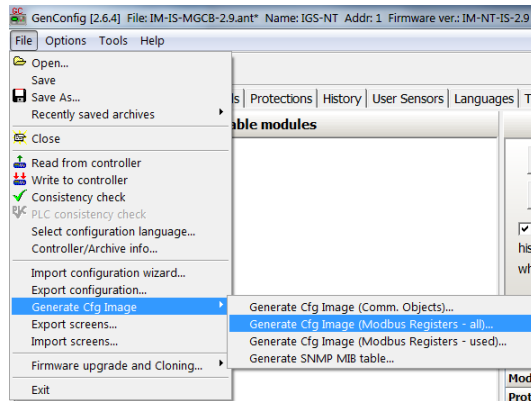 GenConfig [2.6.4] File: IM-IS-MGCB-2.9.ant* Name: IGS-NT Addr: 1 Firmware ver.: IM-NT-IS-2.9
File Options Tools Help
Open...
Save
Save As...
Recently saved archives
Close
Read from controller
Write to controller
Consistency check
PLC consistency check
Select configuration language...
Controller/Archive info...
Import configuration wizard...
Export configuration...
Generate Cfg Image
Export screens...
Import screens...
Firmware upgrade and Cloning...
Exit
ls Protections History User Sensors Languages T
able modules
his
wh
Generate Cfg Image (Comm. Objects)...
Generate Cfg Image (Modbus Registers - all)...
Generate Cfg Image (Modbus Registers - used)...
Generate SNMP MIB table...
Mod
Prot